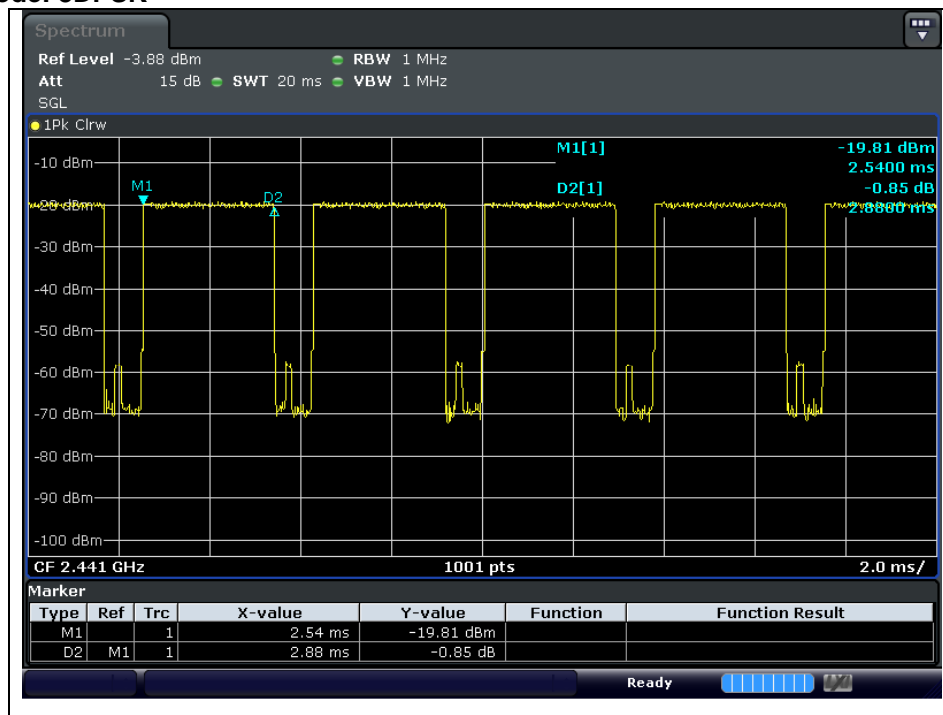 Spectrum
Ref Level -3.88 dBm RBW 1 MHz
Att 15 dB SWT 20 ms VBW 1 MHz
SGL
1Pk Clrw
M1[1] -19.81 dBm
2.5400 ms
D2[1] -0.85 dB
2.8800 ms
-10 dBm
M1
D2
-20 dBm
-30 dBm
-40 dBm
-50 dBm
-60 dBm
-70 dBm
-80 dBm
-90 dBm
-100 dBm
CF 2.441 GHz 1001 pts 2.0 ms/
Marker
Type Ref Trc X-value Y-value Function Function Result
M1 1 2.54 ms -19.81 dBm
D2 M1 1 2.88 ms -0.85 dB
Ready